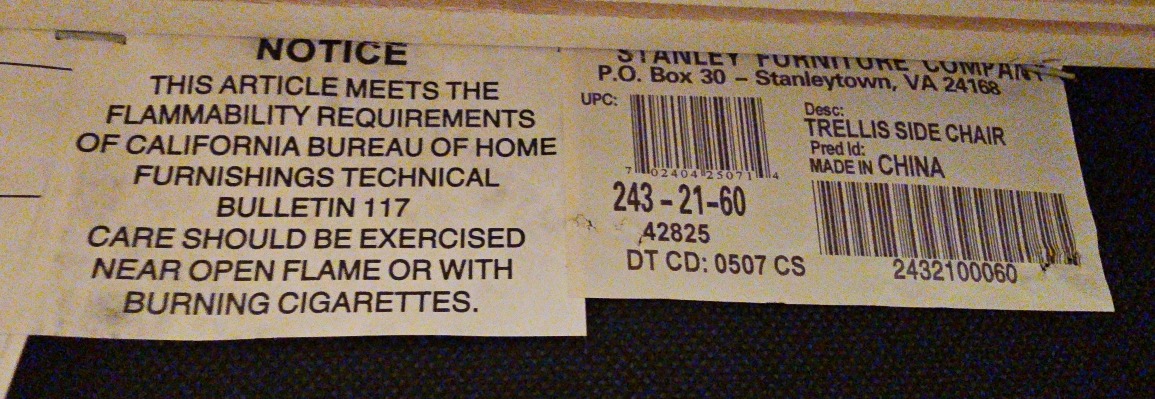 NOTICE
THIS ARTICLE MEETS THE
FLAMMABILITY REQUIREMENTS
OF CALIFORNIA BUREAU OF HOME
FURNISHINGS TECHNICAL
BULLETIN 117
CARE SHOULD BE EXERCISED
NEAR OPEN FLAME OR WITH
BURNING CIGARETTES.
STANLEY FURNITURE COMPANY
P.O. Box 30 – Stanleytown, VA 24168
UPC:
7 02404 25071 4
243 – 21 – 60
42825
DT CD: 0507 CS
Desc:
TRELLIS SIDE CHAIR
Pred Id:
MADE IN CHINA
2432100060